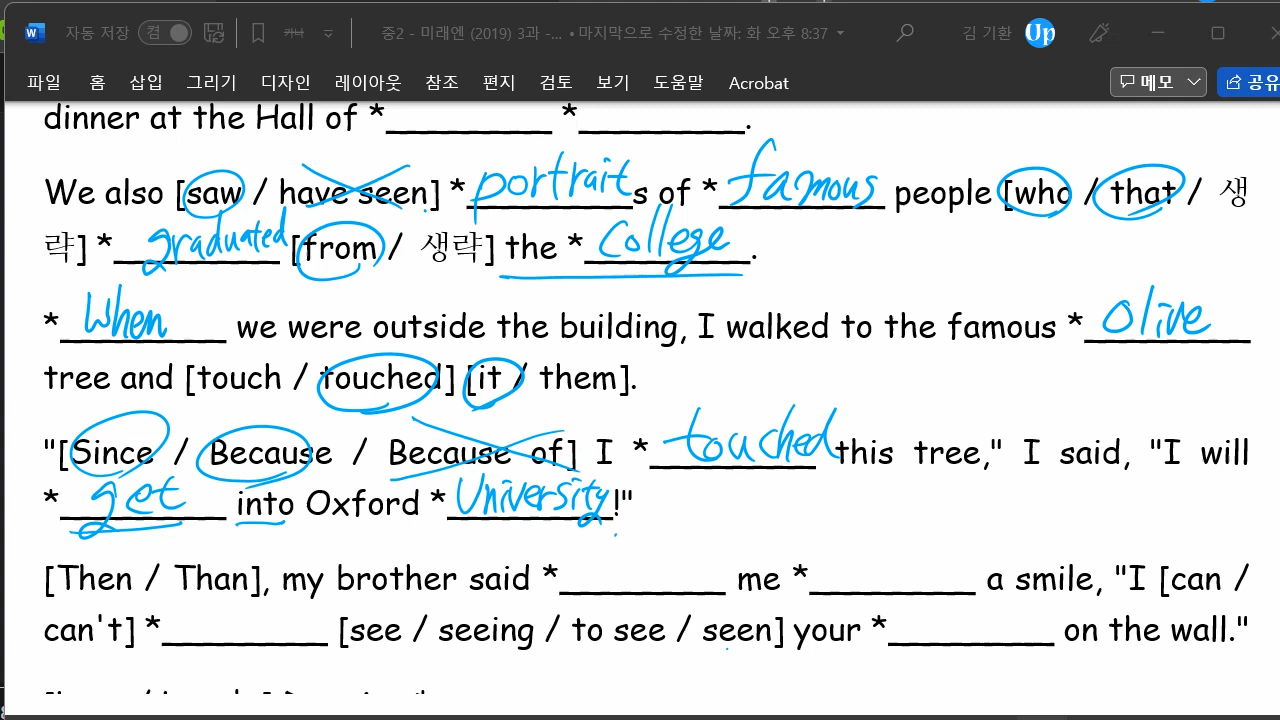 자동 저장 켬 중2 - 미래엔 (2019) 3과 -... • 마지막으로 수정한 날짜: 화 오후 8:37 김 기환 Up
파일 홈 삽입 그리기 디자인 레이아웃 참조 편지 검토 보기 도움말 Acrobat 메모 공유
dinner at the Hall of *__________ *__________.
We also [saw / have seen] *portraits of *famous people [who / that / 생
략] *graduated [from / 생략] the *college.
*When we were outside the building, I walked to the famous *olive
tree and [touch / touched] [it / them].
"[Since / Because / Because of] I *touched this tree," I said, "I will
*get into Oxford *University!"
[Then / Than], my brother said *__________ me *__________ a smile, "I [can /
can't] *__________ [see / seeing / to see / seen] your *__________ on the wall."